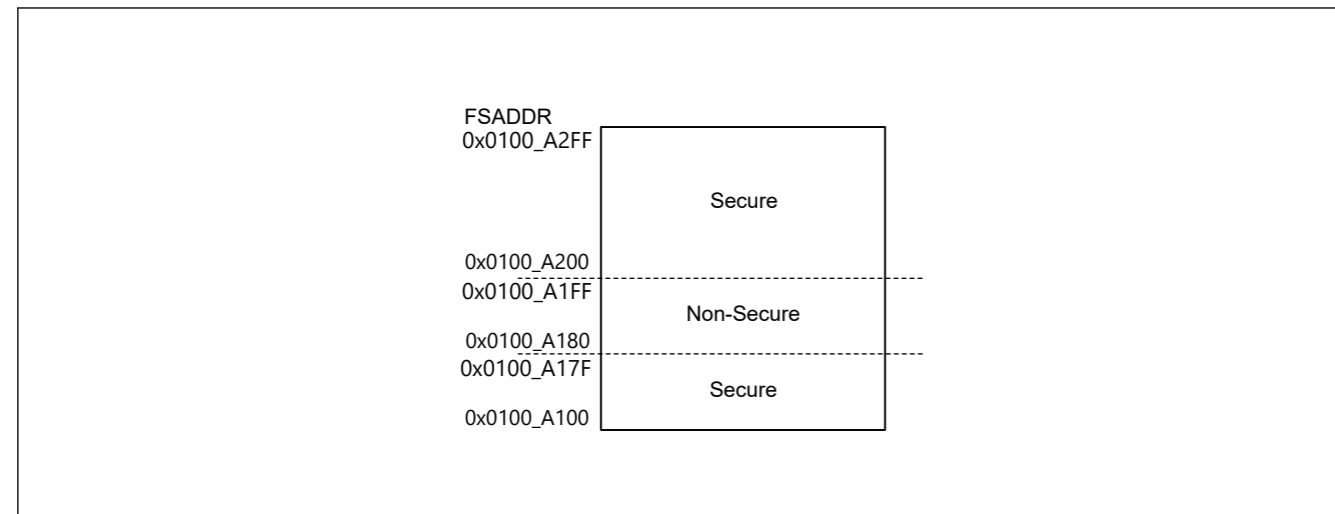 FSADDR
0x0100_A2FF
Secure
0x0100_A200
0x0100_A1FF
Non-Secure
0x0100_A180
0x0100_A17F
Secure
0x0100_A100